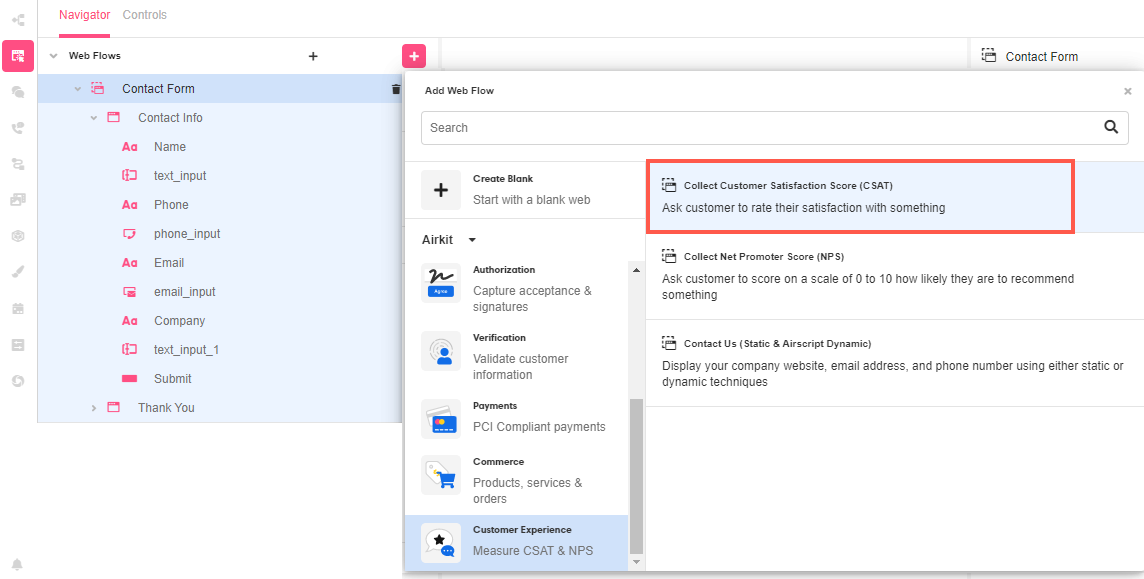 Navigator Controls
Web Flows
Contact Form
Contact Info
Aa Name
text_input
Aa Phone
phone_input
Aa Email
email_input
Aa Company
text_input_1
Submit
Thank You
Contact Form
Add Web Flow
Search
Create Blank
Start with a blank web
Airkit
Authorization
Capture acceptance &
signatures
Agree
Verification
Validate customer
information
Payments
PCI Compliant payments
Commerce
Products, services &
orders
Customer Experience
Measure CSAT & NPS
Collect Customer Satisfaction Score (CSAT)
Ask customer to rate their satisfaction with something
Collect Net Promoter Score (NPS)
Ask customer to score on a scale of 0 to 10 how likely they are to recommend
something
Contact Us (Static & Airscript Dynamic)
Display your company website, email address, and phone number using either static or
dynamic techniques